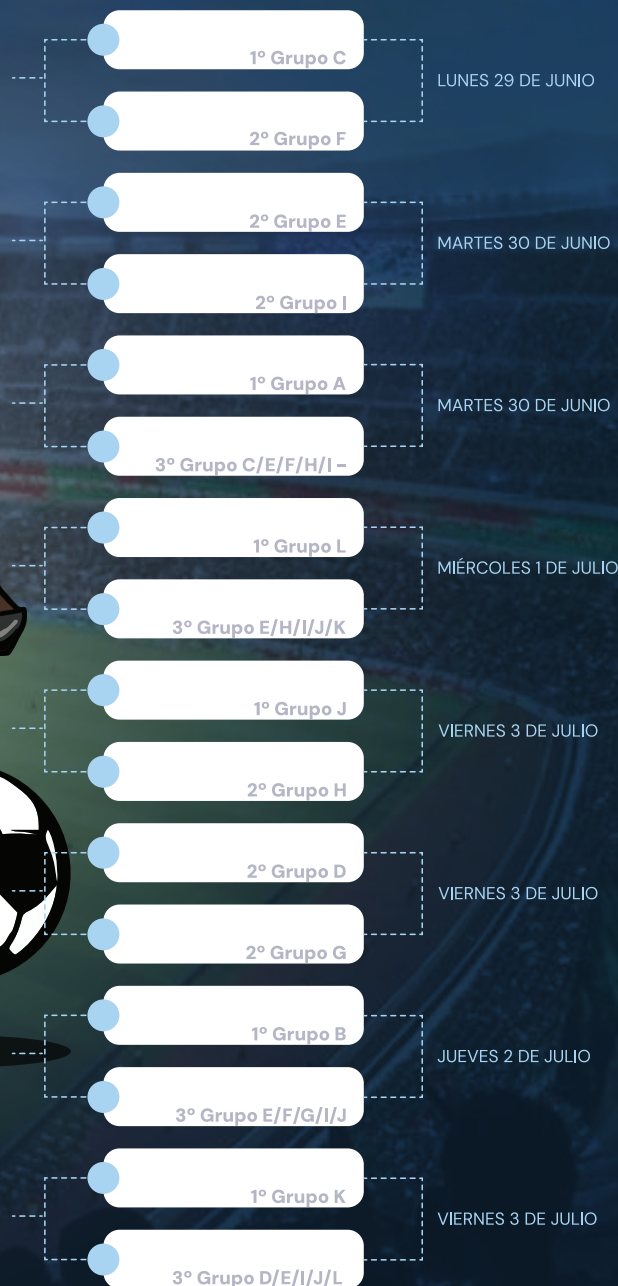 1º Grupo C
LUNES 29 DE JUNIO
2º Grupo F
2º Grupo E
MARTES 30 DE JUNIO
2º Grupo I
1º Grupo A
MARTES 30 DE JUNIO
3º Grupo C/E/F/H/I –
1º Grupo L
MIÉRCOLES 1 DE JULIO
3º Grupo E/H/I/J/K
1º Grupo J
VIERNES 3 DE JULIO
2º Grupo H
2º Grupo D
VIERNES 3 DE JULIO
2º Grupo G
1º Grupo B
JUEVES 2 DE JULIO
3º Grupo E/F/G/I/J
1º Grupo K
VIERNES 3 DE JULIO
3º Grupo D/E/I/J/L